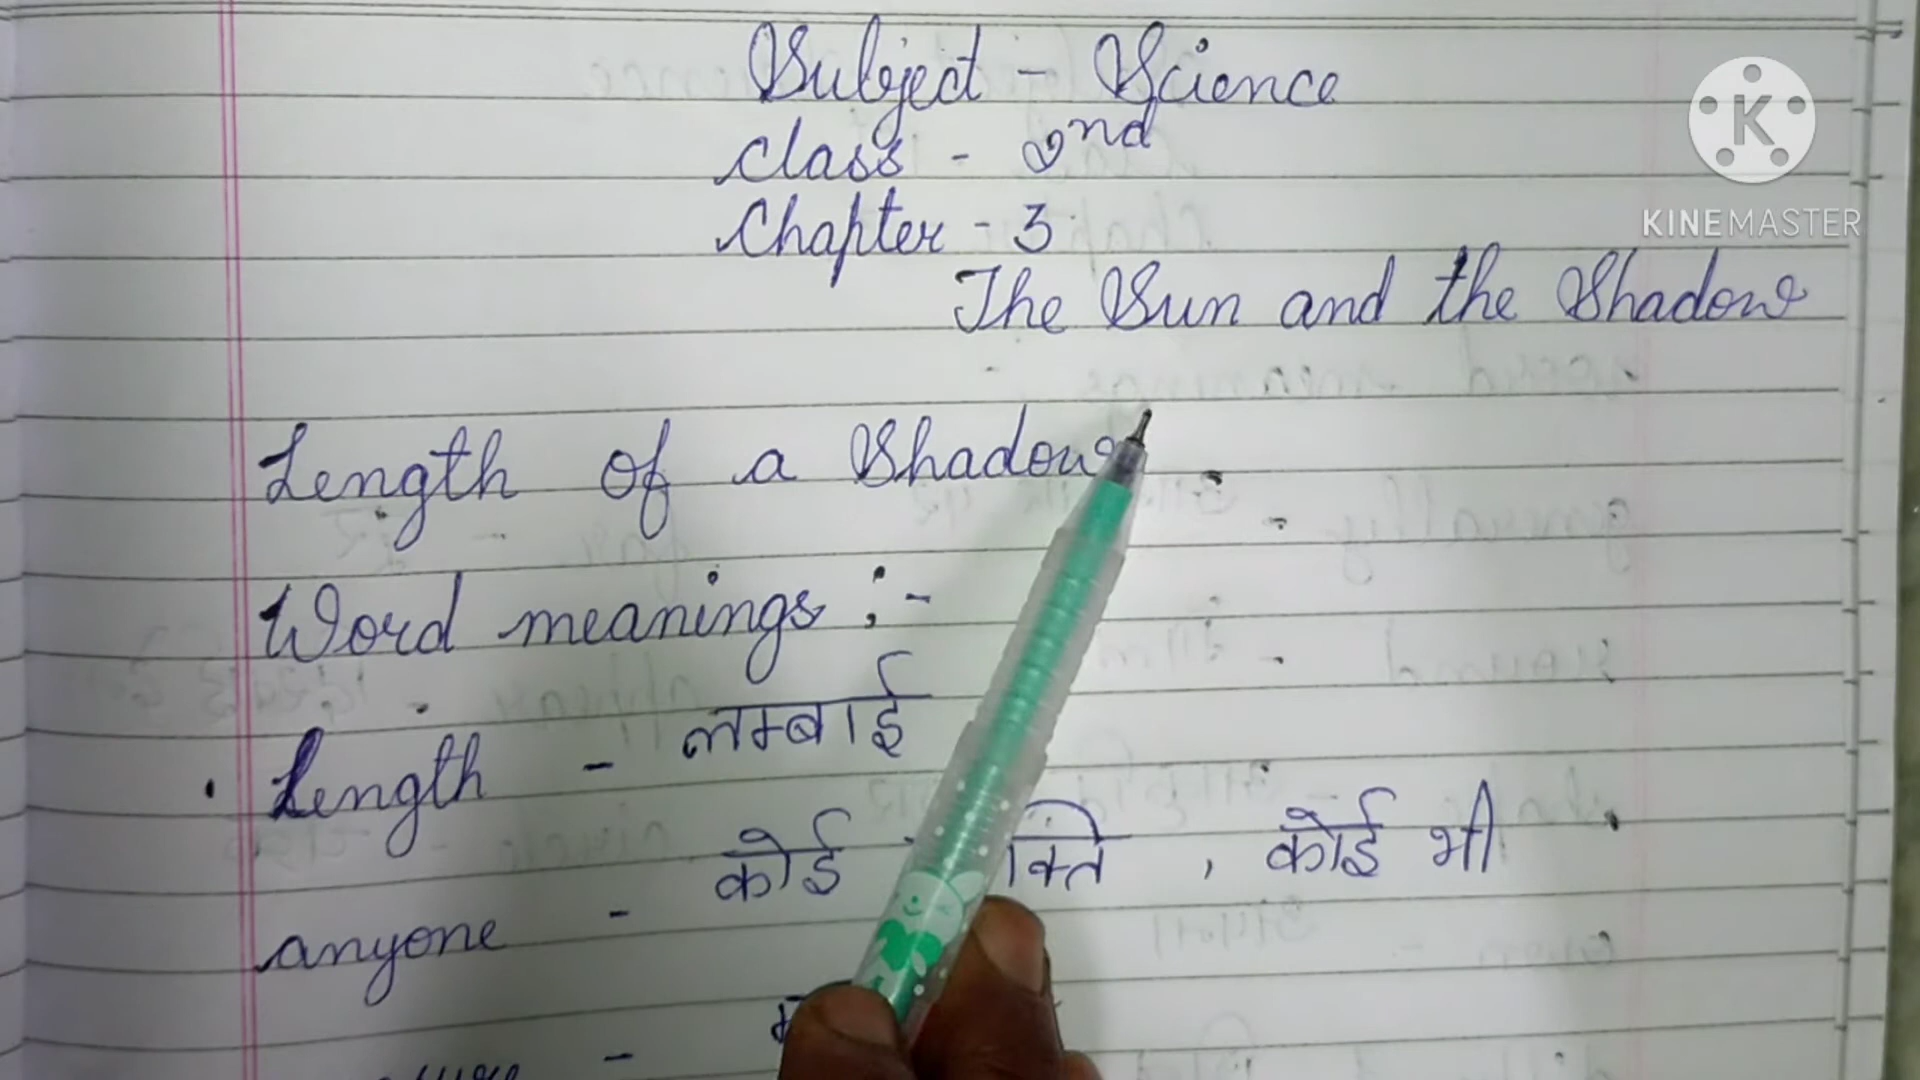 Subject - Science
Class - 2nd
Chapter - 3
The Sun and the Shadow
Length of a Shadow
Word meanings :-
Length - लम्बाई
anyone - कोई , कोई भी
KINEMASTER